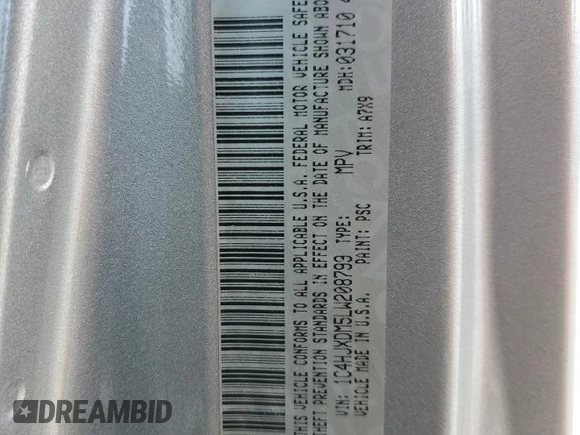 THIS VEHICLE CONFORMS TO ALL APPLICABLE U.S.A. FEDERAL MOTOR VEHICLE SAFE
THEFT PREVENTION STANDARDS IN EFFECT ON THE DATE OF MANUFACTURE SHOWN ABO
VIN: 1C4HJXDM5LW208793 TYPE: MPV MDH:031710
VEHICLE MADE IN U.S.A. PAINT: PSC TRIM: A7X9
DREAMBID